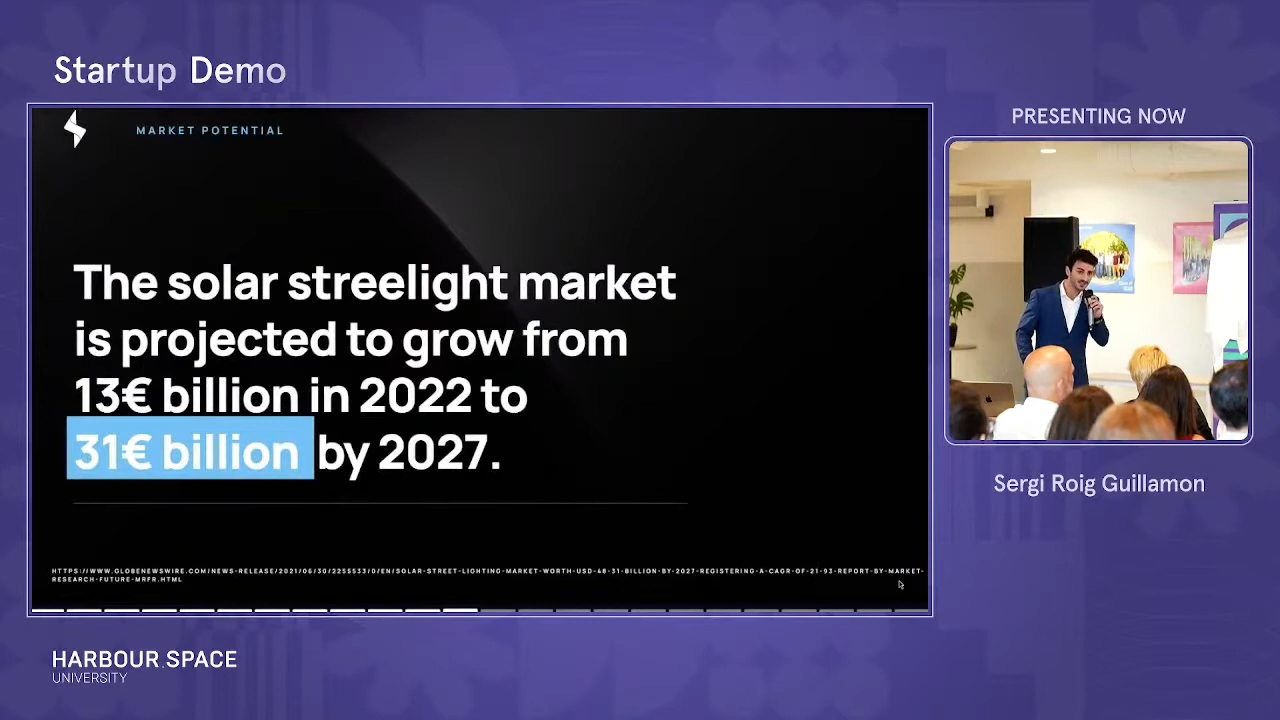 Startup Demo
MARKET POTENTIAL
The solar streelight market
is projected to grow from
13€ billion in 2022 to
31€ billion by 2027.
HTTPS://WWW.GLOBENEWSWIRE.COM/NEWS-RELEASE/2021/06/30/2255533/0/EN/SOLAR-STREET-LIGHTING-MARKET-WORTH-USD-48-31-BILLION-BY-2027-REGISTERING-A-CAGR-OF-21-93-REPORT-BY-MARKET-
RESEARCH-FUTURE-MRFR.HTML
PRESENTING NOW
Sergi Roig Guillamon
HARBOUR.SPACE
UNIVERSITY